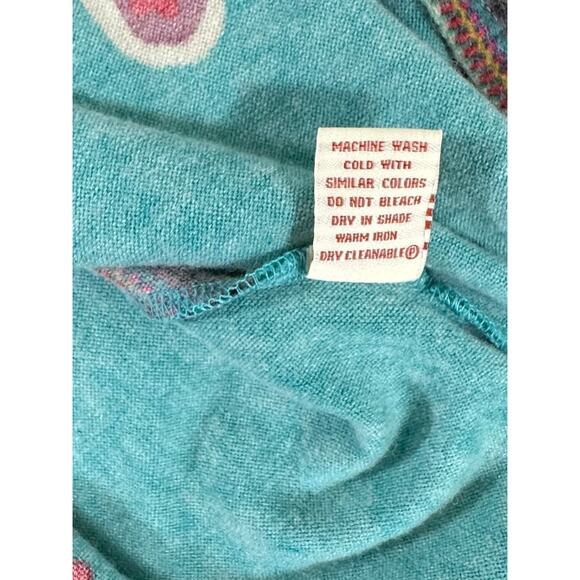 MACHINE WASH
COLD WITH
SIMILAR COLORS
DO NOT BLEACH
DRY IN SHADE
WARM IRON
DRY CLEANABLE Ⓟ